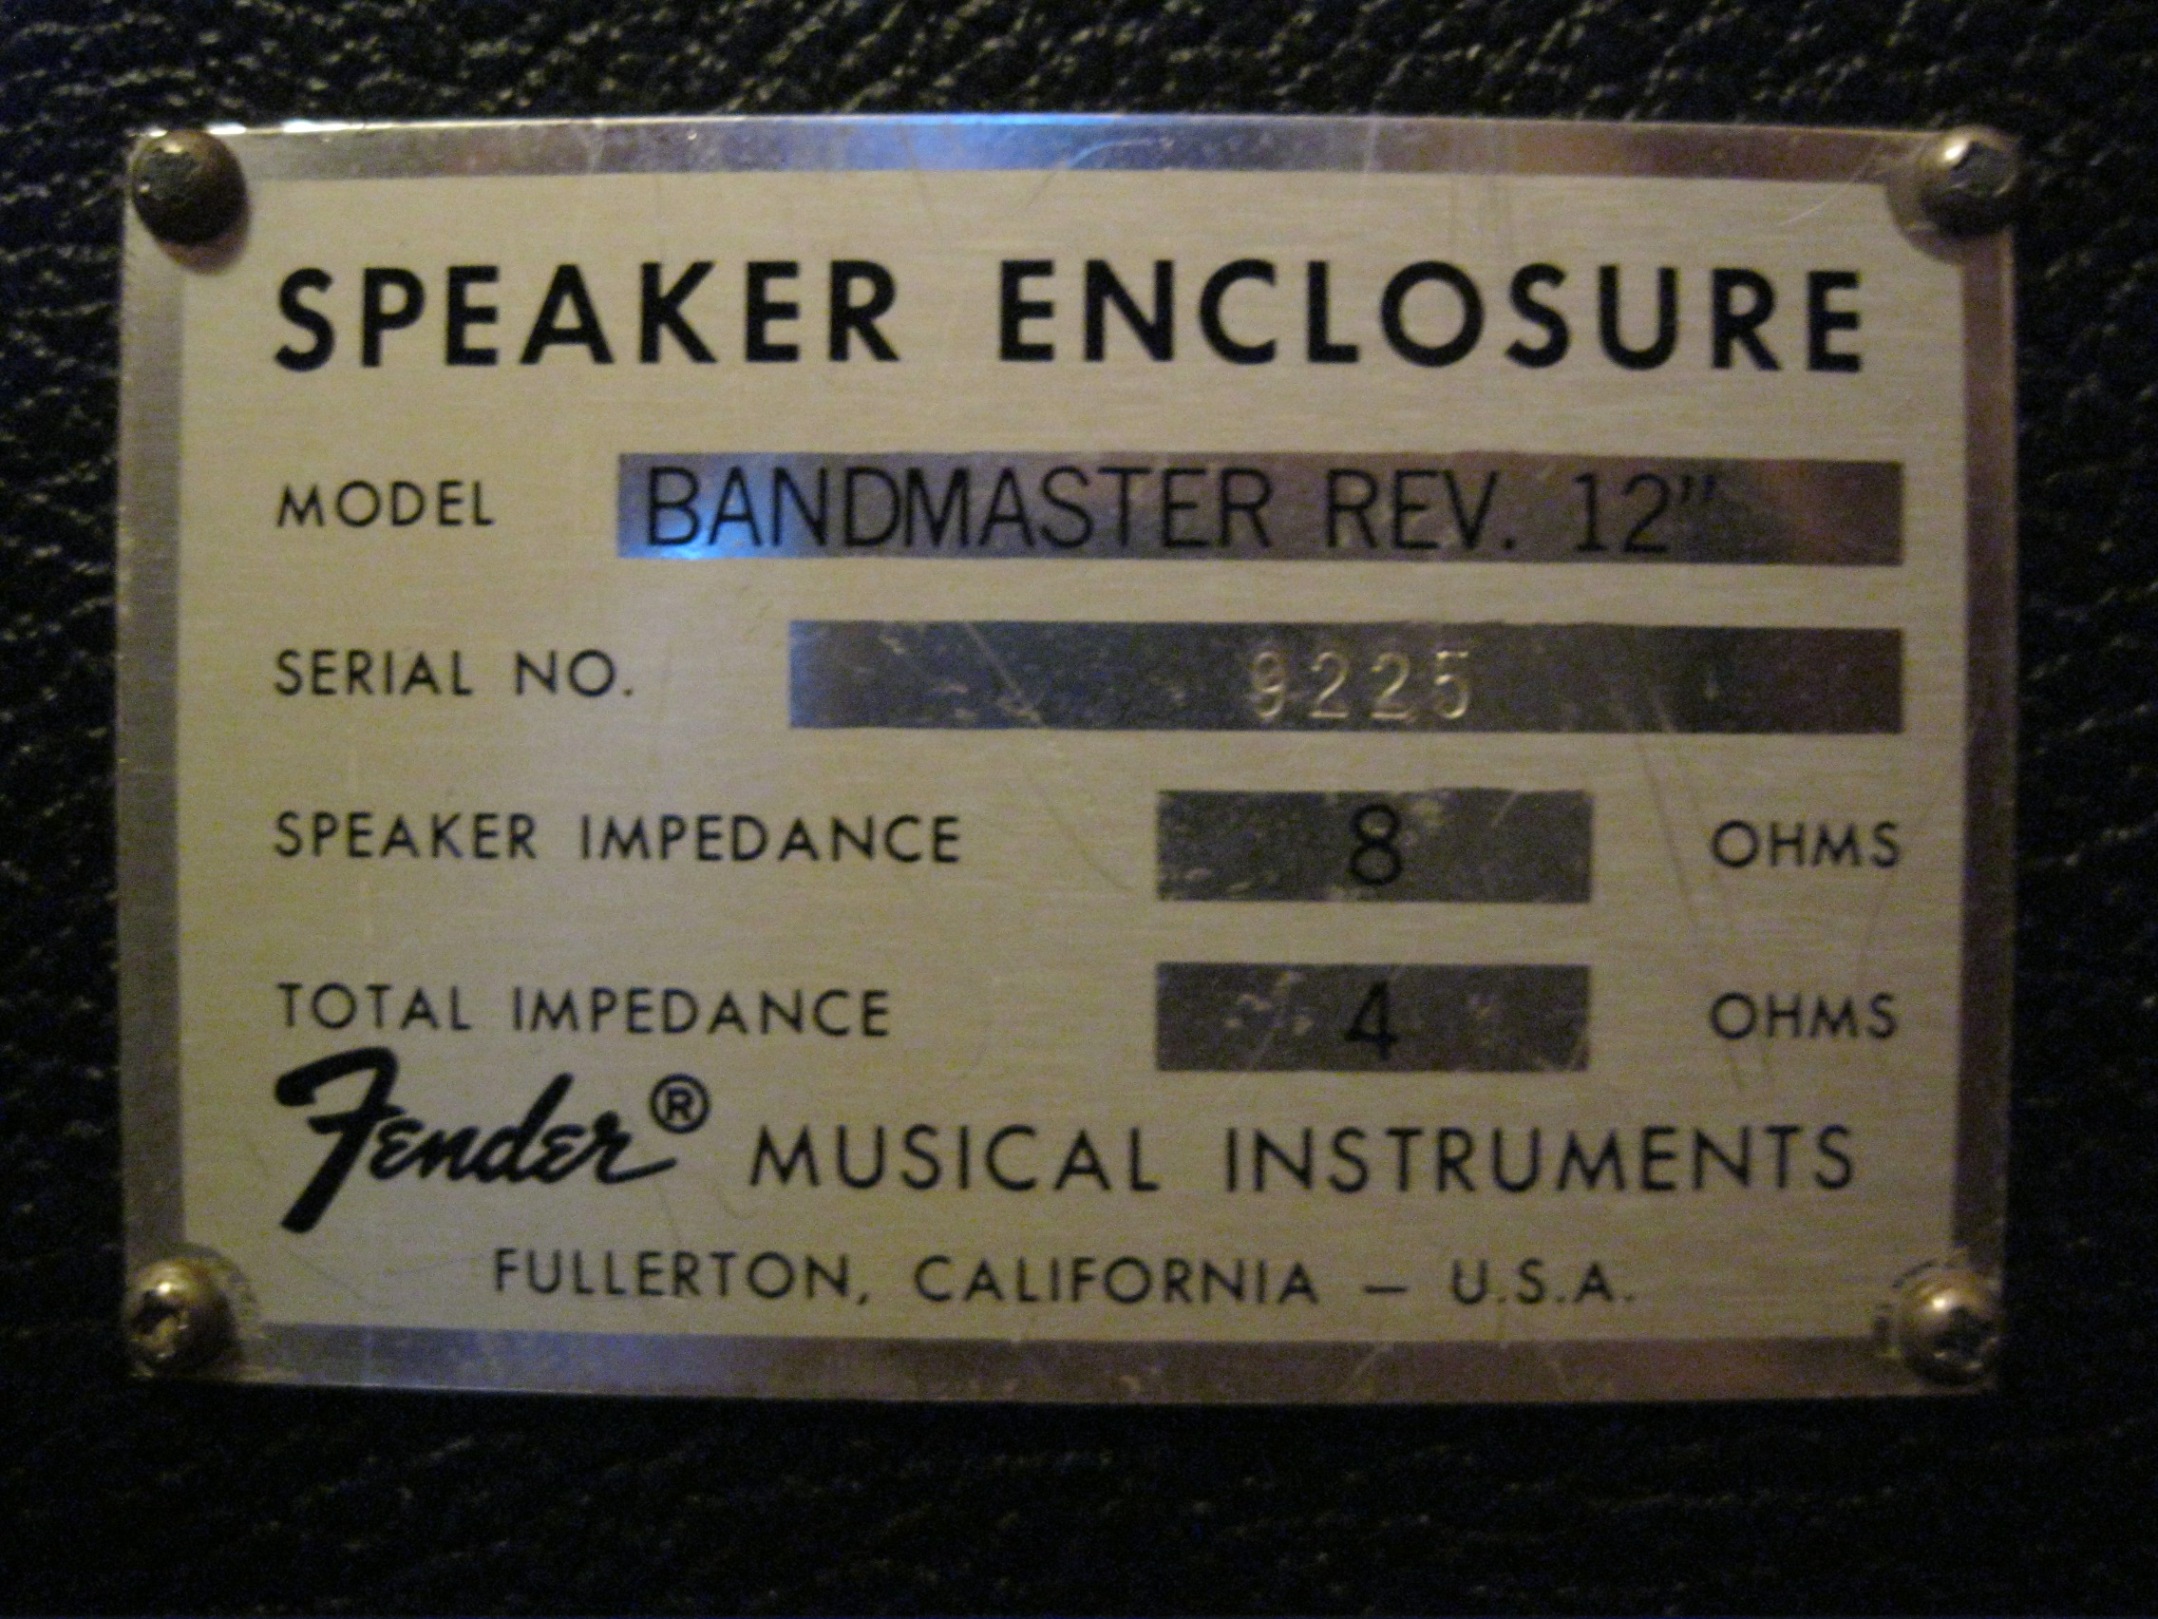 SPEAKER ENCLOSURE
MODEL BANDMASTER REV. 12"
SERIAL NO. 9225
SPEAKER IMPEDANCE 8 OHMS
TOTAL IMPEDANCE 4 OHMS
Fender® MUSICAL INSTRUMENTS
FULLERTON, CALIFORNIA — U.S.A.